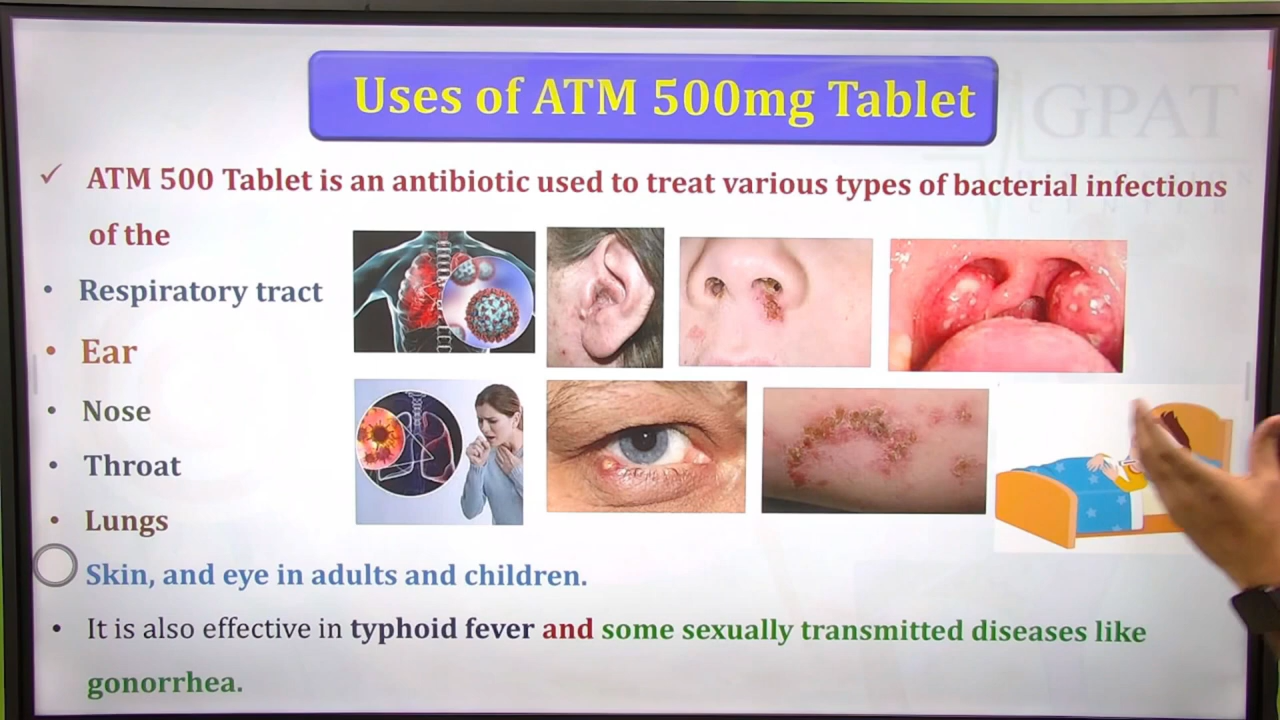 Uses of ATM 500mg Tablet
GPAT
✓ ATM 500 Tablet is an antibiotic used to treat various types of bacterial infections
of the
• Respiratory tract
• Ear
• Nose
• Throat
• Lungs
Skin, and eye in adults and children.
• It is also effective in typhoid fever and some sexually transmitted diseases like
gonorrhea.